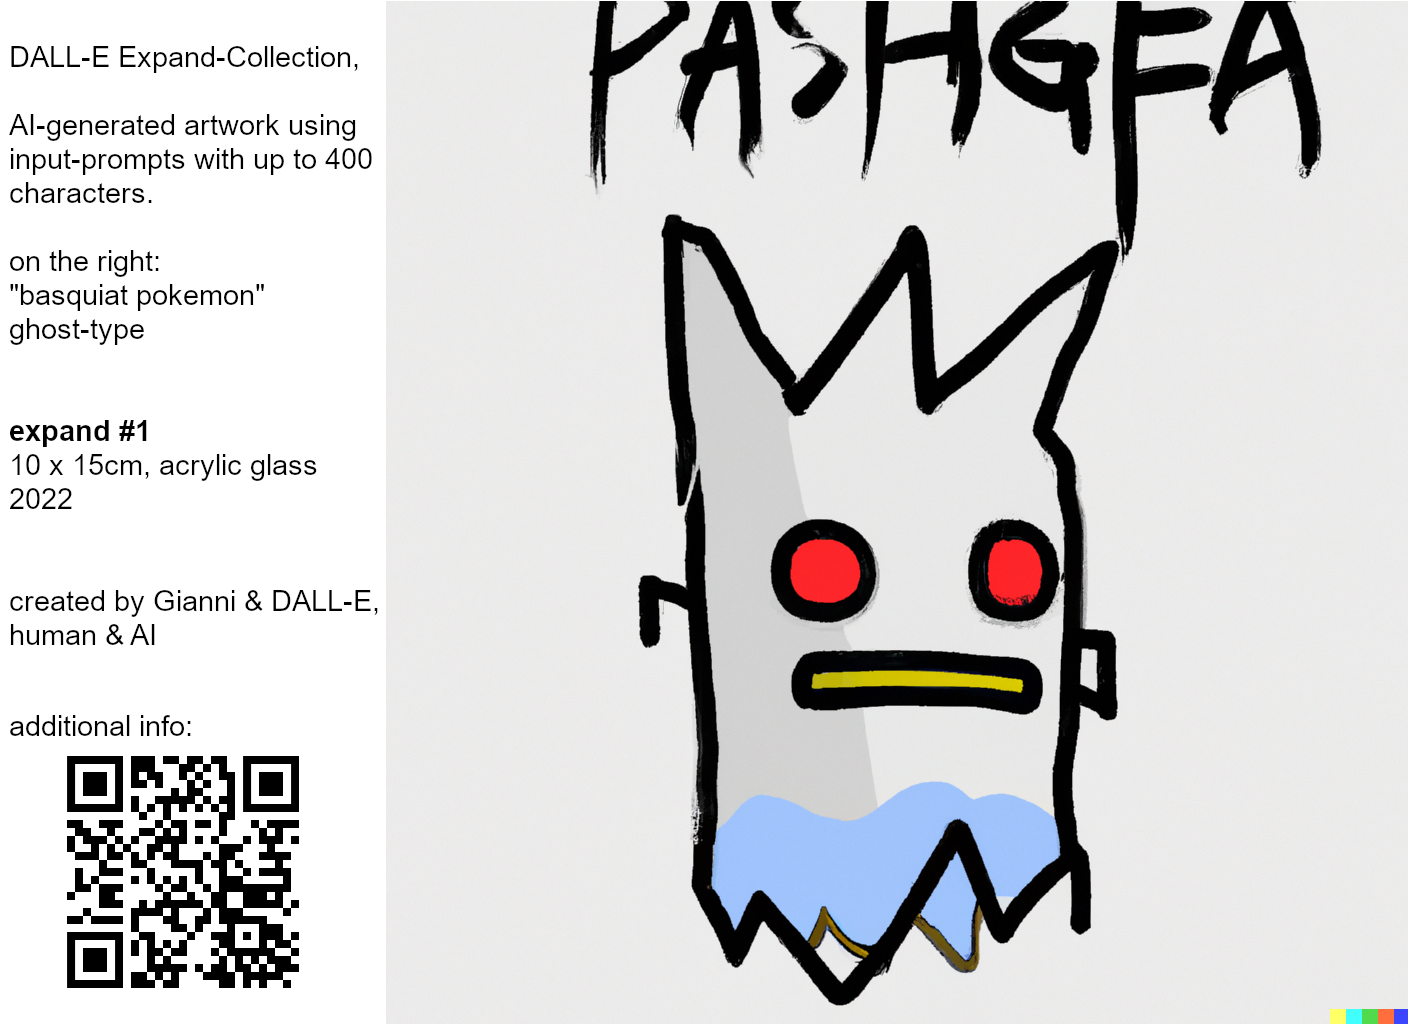 DALL-E Expand-Collection,
AI-generated artwork using
input-prompts with up to 400
characters.
on the right:
"basquiat pokemon"
ghost-type
expand #1
10 x 15cm, acrylic glass
2022
created by Gianni & DALL-E,
human & AI
additional info:
PASHGFA